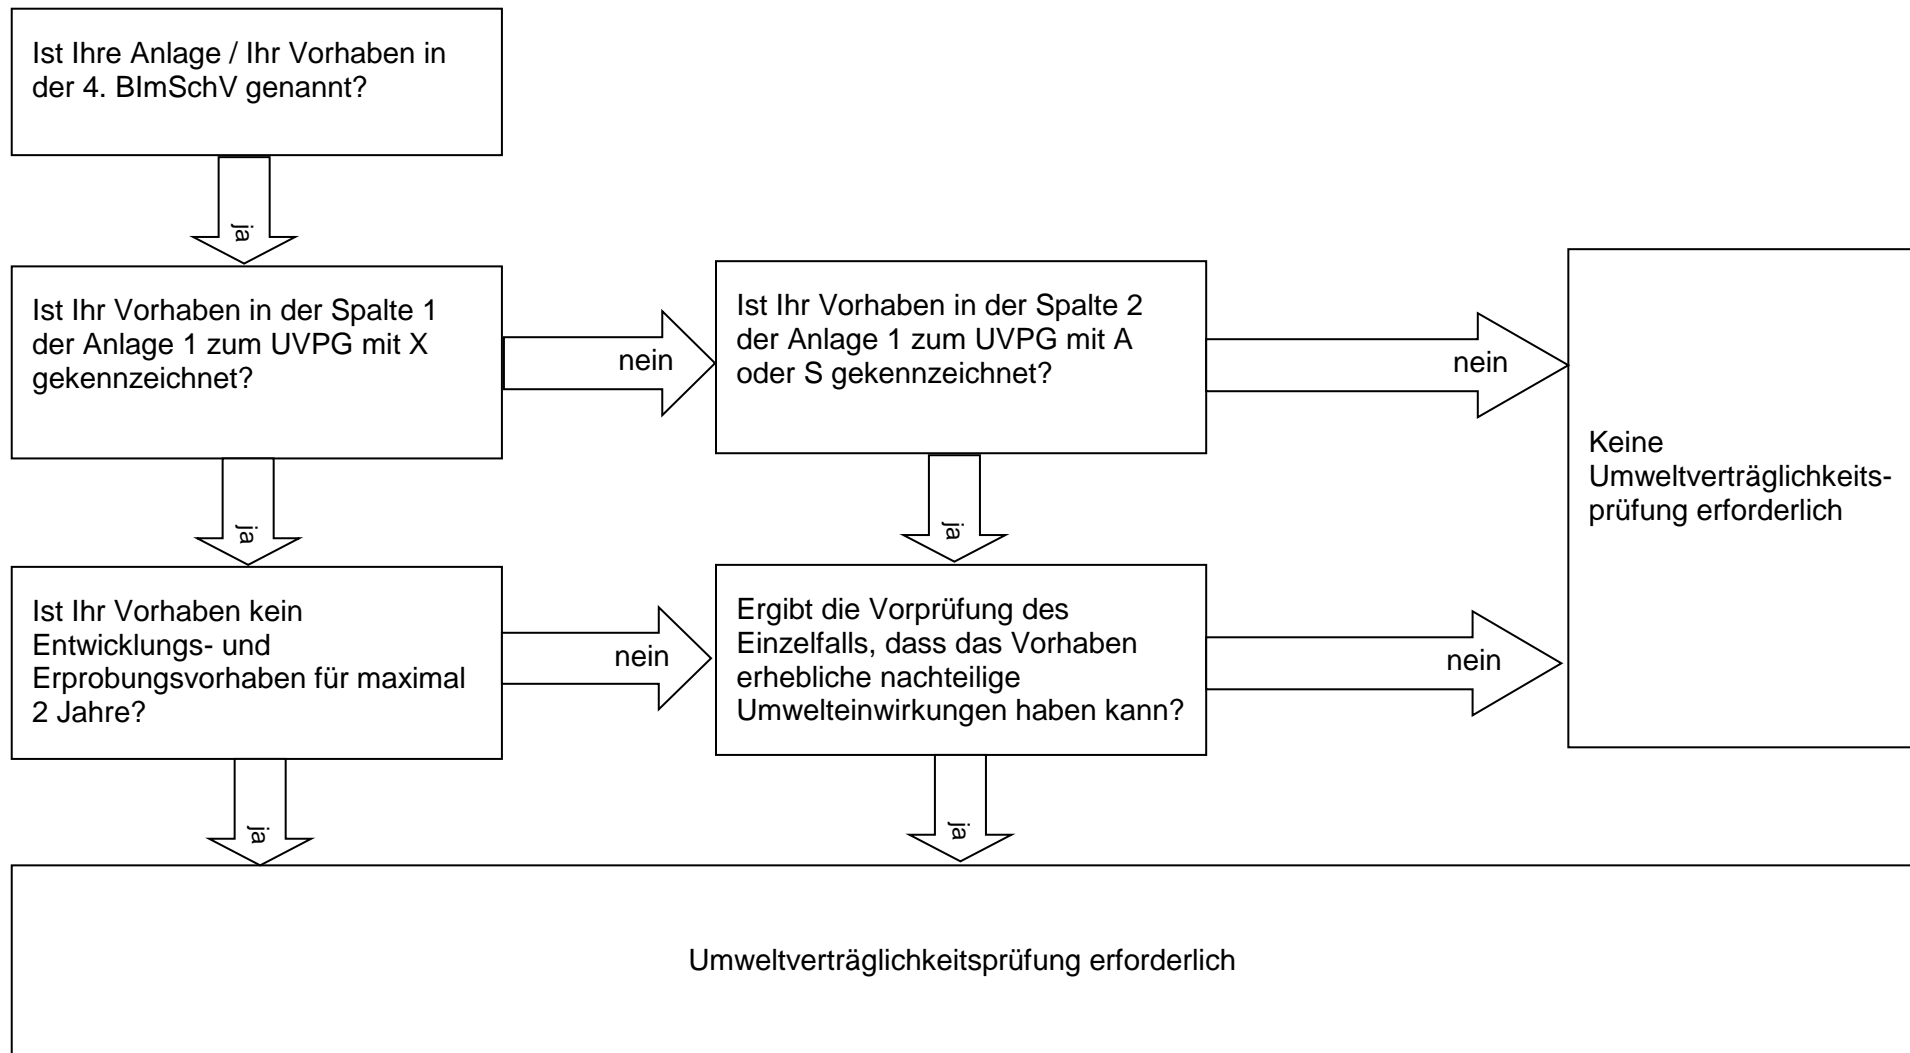 Ist Ihre Anlage / Ihr Vorhaben in
der 4. BImSchV genannt?
ja
Ist Ihr Vorhaben in der Spalte 1
der Anlage 1 zum UVPG mit X
gekennzeichnet?
nein
Ist Ihr Vorhaben in der Spalte 2
der Anlage 1 zum UVPG mit A
oder S gekennzeichnet?
nein
Keine
Umweltverträglichkeits-
prüfung erforderlich
ja
ja
Ist Ihr Vorhaben kein
Entwicklungs- und
Erprobungsvorhaben für maximal
2 Jahre?
nein
Ergibt die Vorprüfung des
Einzelfalls, dass das Vorhaben
erhebliche nachteilige
Umwelteinwirkungen haben kann?
nein
ja
ja
Umweltverträglichkeitsprüfung erforderlich